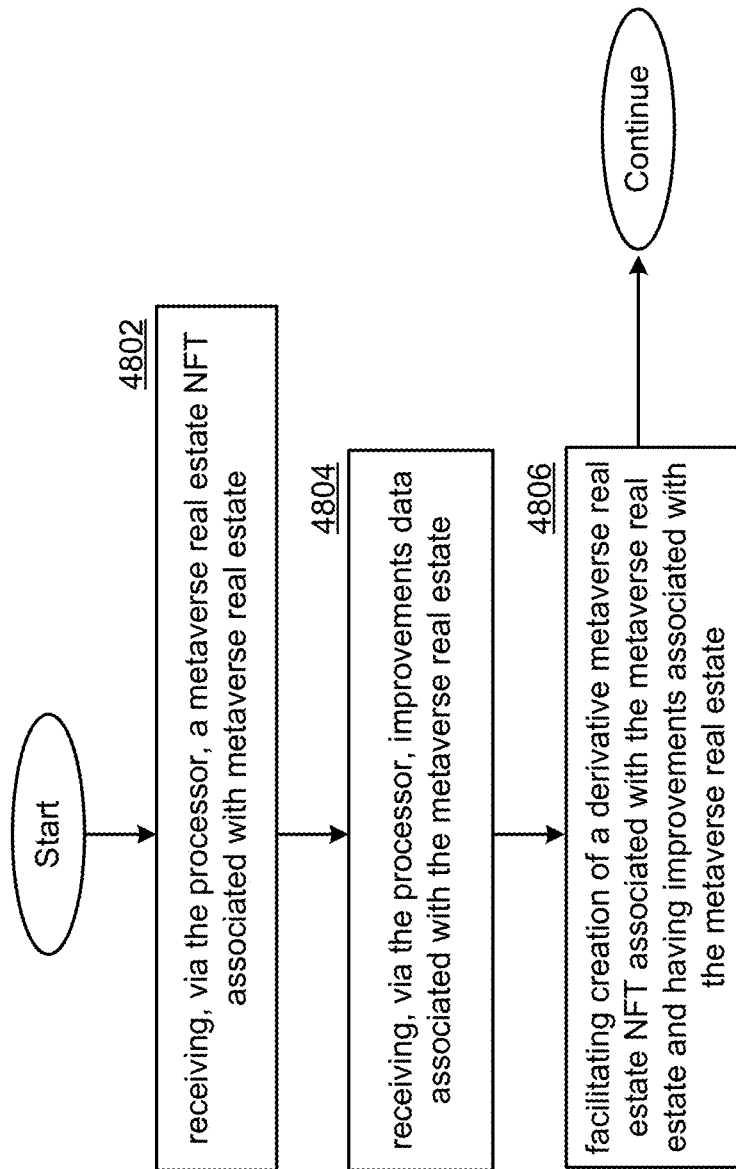 Start
4802
receiving, via the processor, a metaverse real estate NFT
associated with metaverse real estate
4804
receiving, via the processor, improvements data
associated with the metaverse real estate
4806
facilitating creation of a derivative metaverse real
estate NFT associated with the metaverse real
estate and having improvements associated with
the metaverse real estate
Continue